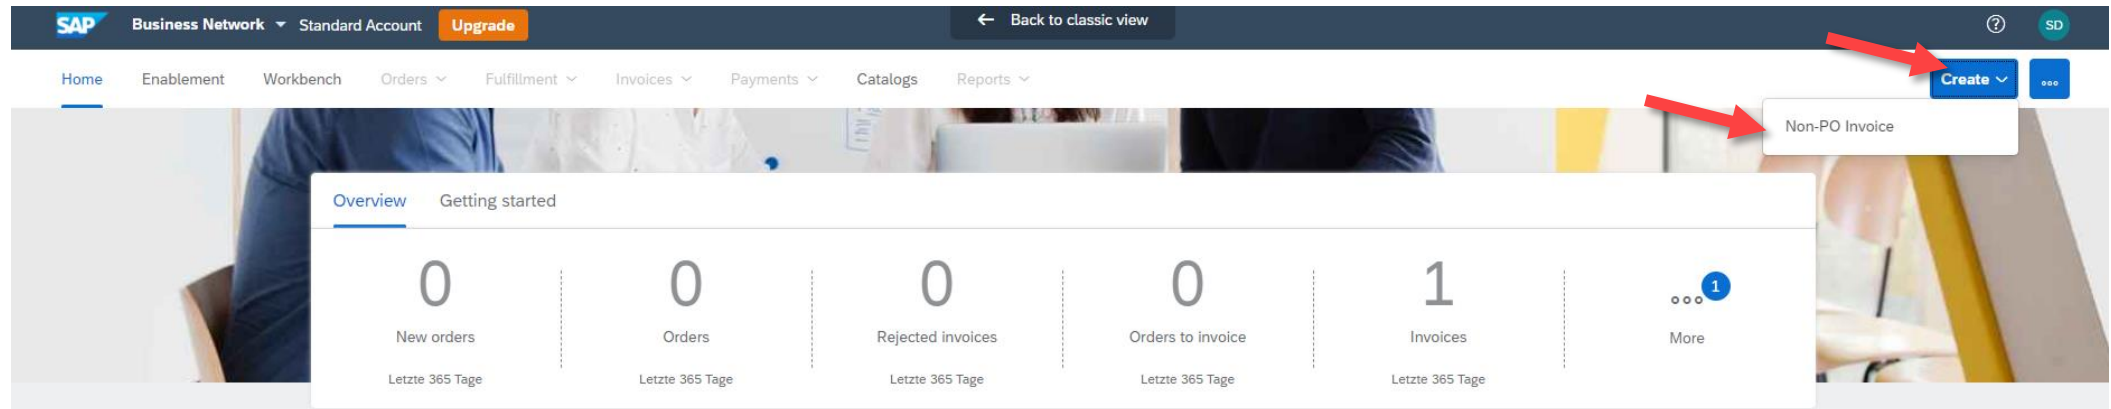 SAP Business Network Standard Account Upgrade ← Back to classic view ? SD
Home Enablement Workbench Orders Fulfillment Invoices Payments Catalogs Reports Create
Non-PO Invoice
Overview Getting started
0 0 0 0 1 1
New orders Orders Rejected invoices Orders to invoice Invoices More
Letzte 365 Tage Letzte 365 Tage Letzte 365 Tage Letzte 365 Tage Letzte 365 Tage